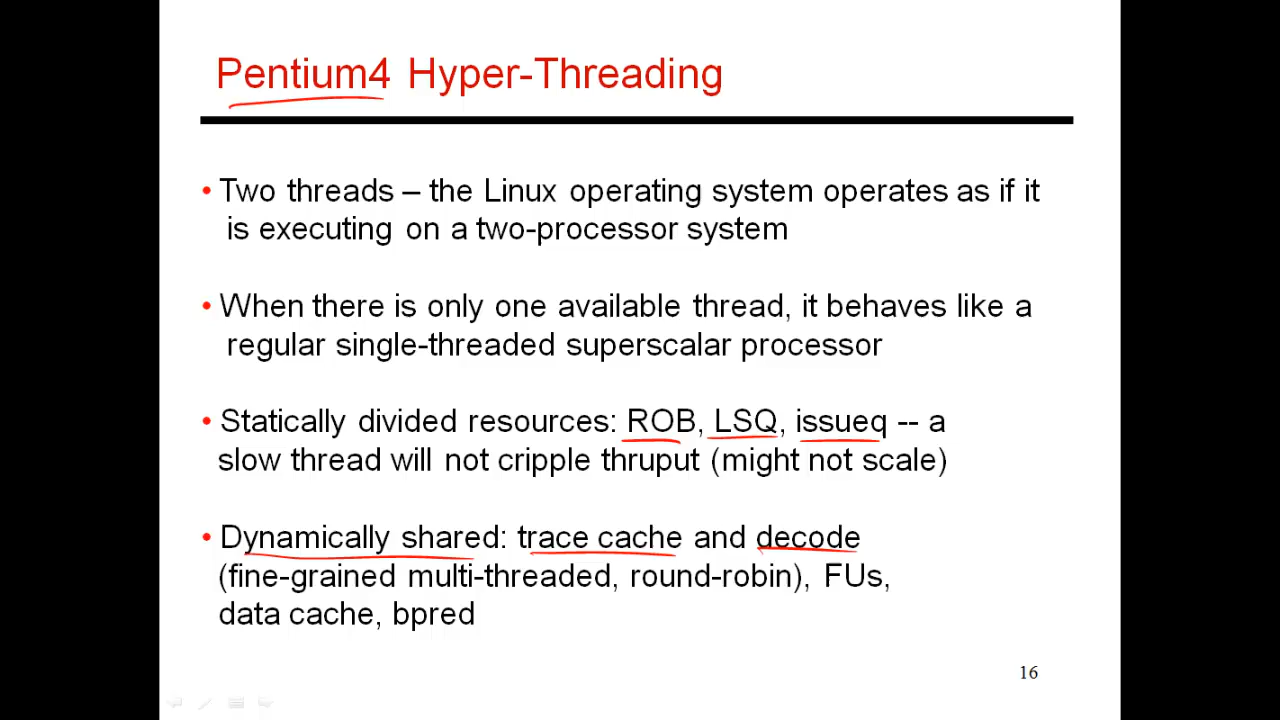 Pentium4 Hyper-Threading
• Two threads – the Linux operating system operates as if it
is executing on a two-processor system
• When there is only one available thread, it behaves like a
regular single-threaded superscalar processor
• Statically divided resources: ROB, LSQ, issueq -- a
slow thread will not cripple thruput (might not scale)
• Dynamically shared: trace cache and decode
(fine-grained multi-threaded, round-robin), FUs,
data cache, bpred
16